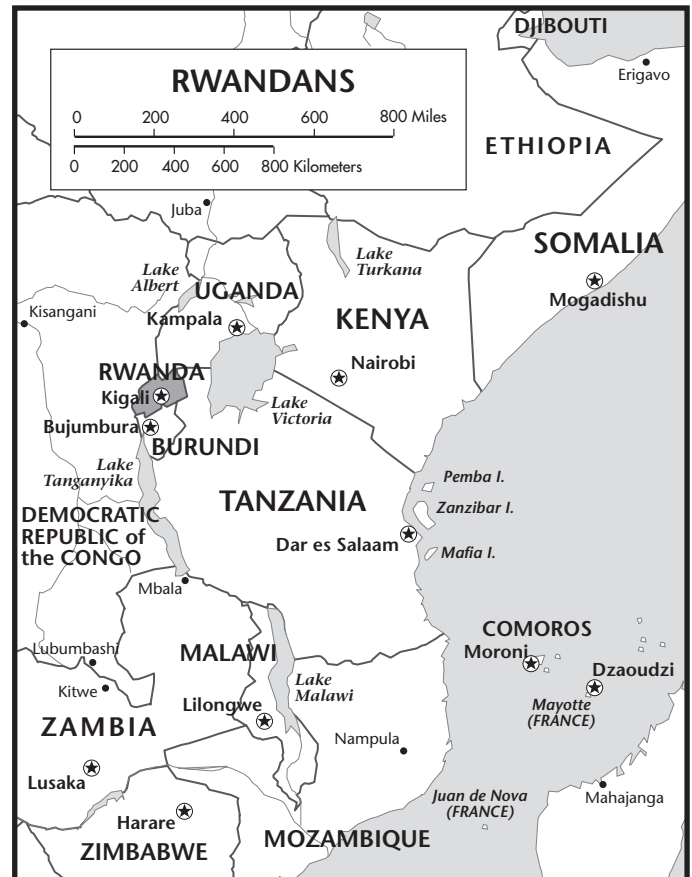 DJIBOUTI
Erigavo
RWANDANS
0 200 400 600 800 Miles
0 200 400 600 800 Kilometers
ETHIOPIA
Juba
SOMALIA
Lake
Turkana
Lake
Albert
UGANDA
Mogadishu
Kisangani
Kampala
KENYA
Nairobi
RWANDA
Kigali
Lake
Victoria
Bujumbura
BURUNDI
Lake
Tanganyika
Pemba I.
TANZANIA
Zanzibar I.
DEMOCRATIC
REPUBLIC of
the CONGO
Dar es Salaam
Mafia I.
Mbala
COMOROS
Moroni
Lubumbashi
MALAWI
Dzaoudzi
Kitwe
Lake
Malawi
Lilongwe
Mayotte
(FRANCE)
ZAMBIA
Nampula
Lusaka
Juan de Nova
(FRANCE)
Mahajanga
Harare
MOZAMBIQUE
ZIMBABWE